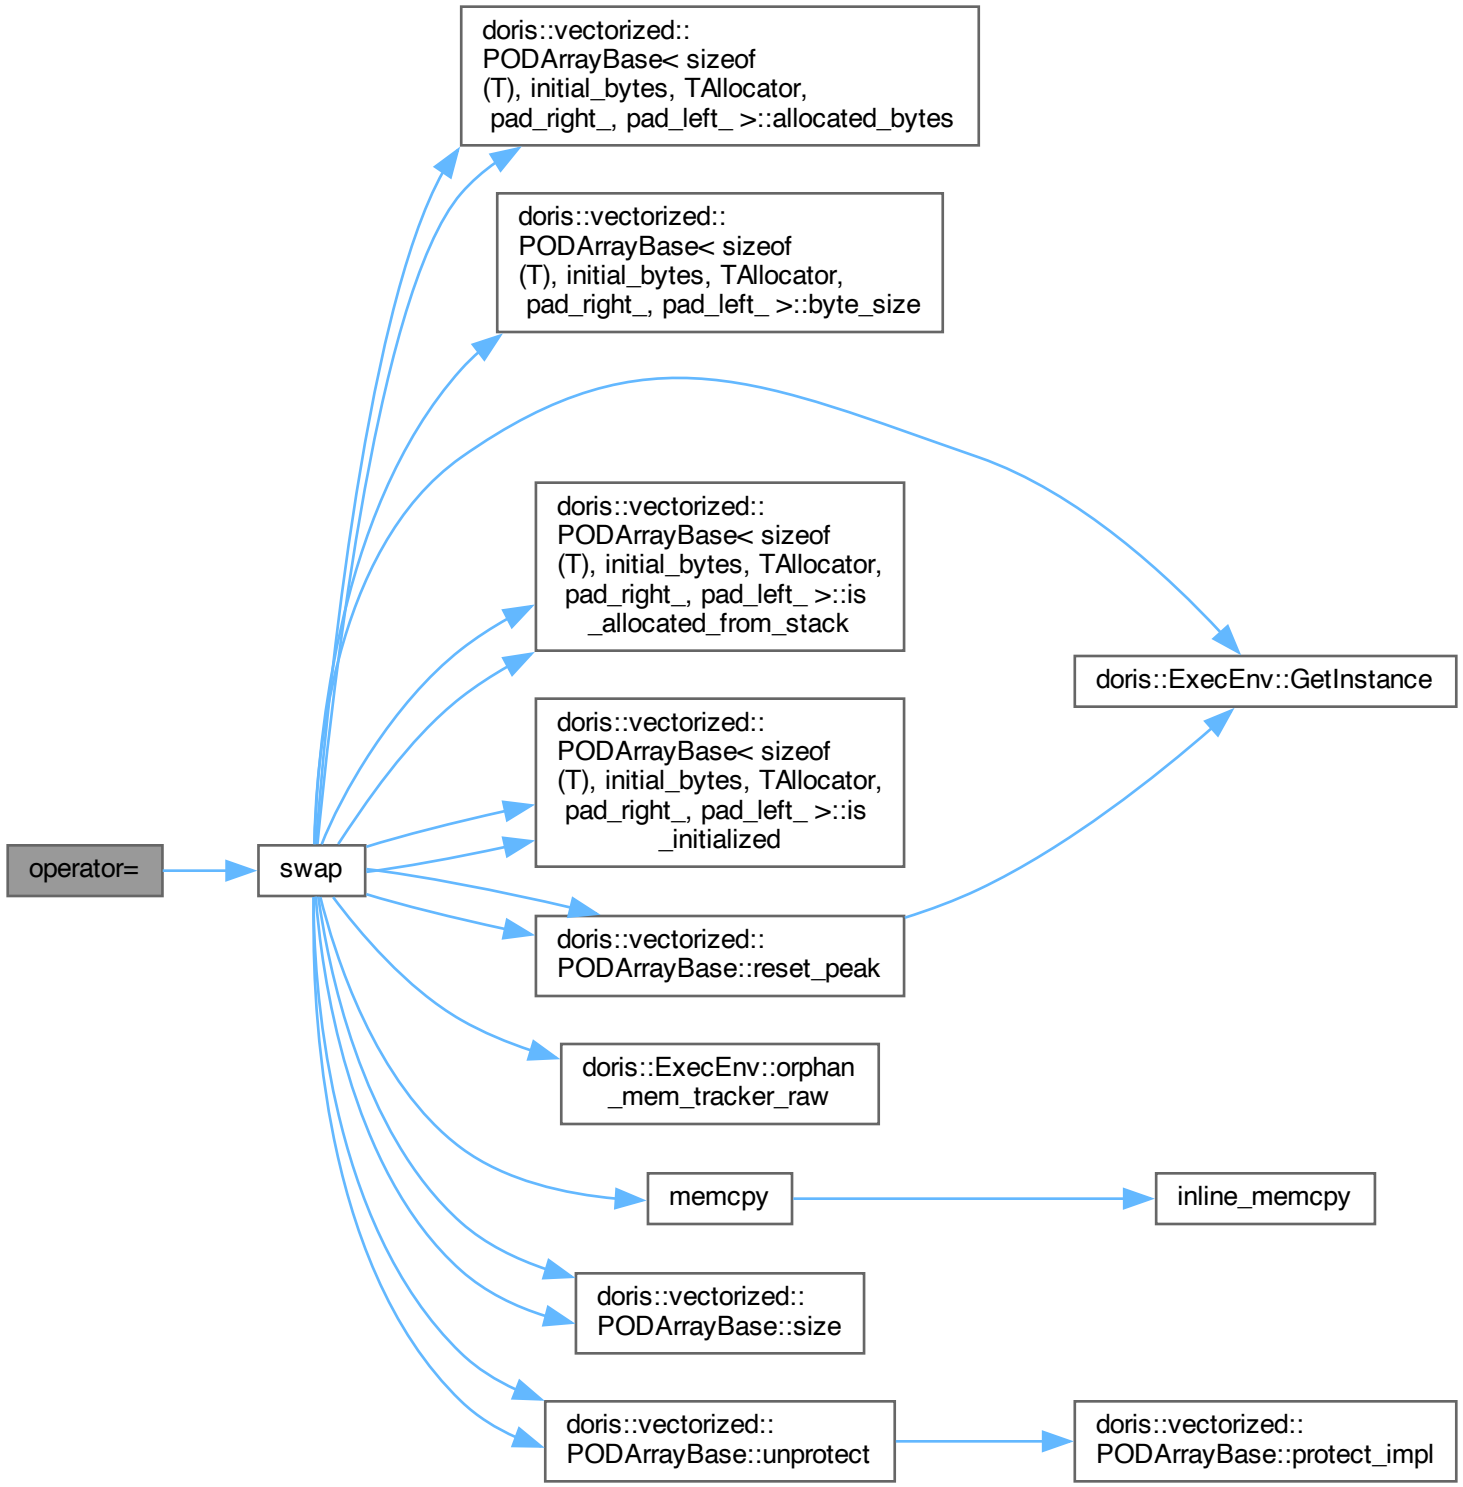 doris::vectorized::
PODArrayBase< sizeof
(T), initial_bytes, TAllocator,
pad_right_, pad_left_ >::allocated_bytes
doris::vectorized::
PODArrayBase< sizeof
(T), initial_bytes, TAllocator,
pad_right_, pad_left_ >::byte_size
doris::vectorized::
PODArrayBase< sizeof
(T), initial_bytes, TAllocator,
pad_right_, pad_left_ >::is
_allocated_from_stack
doris::ExecEnv::GetInstance
doris::vectorized::
PODArrayBase< sizeof
(T), initial_bytes, TAllocator,
pad_right_, pad_left_ >::is
_initialized
operator=
swap
doris::vectorized::
PODArrayBase::reset_peak
doris::ExecEnv::orphan
_mem_tracker_raw
memcpy
inline_memcpy
doris::vectorized::
PODArrayBase::size
doris::vectorized::
PODArrayBase::unprotect
doris::vectorized::
PODArrayBase::protect_impl